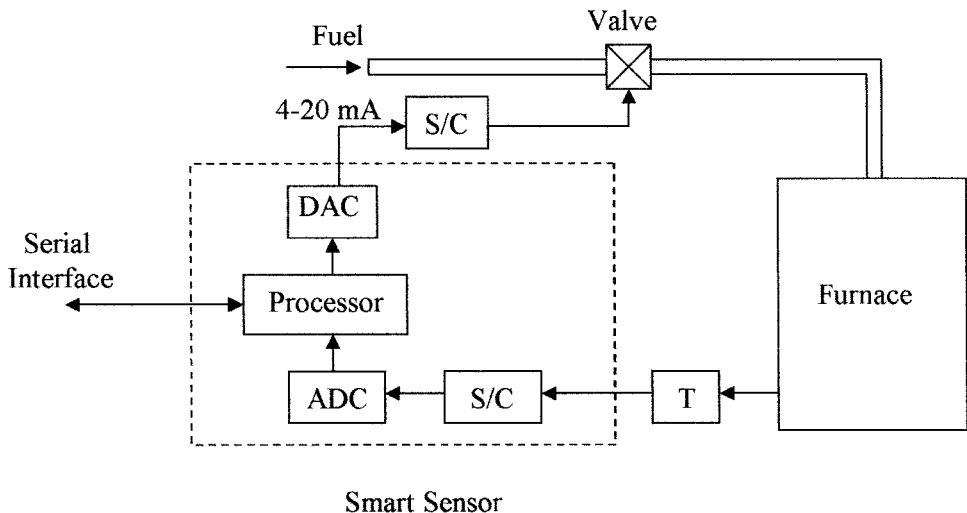 Valve
Fuel
4-20 mA
S/C
DAC
Serial
Interface
Processor
Furnace
ADC
S/C
T
Smart Sensor